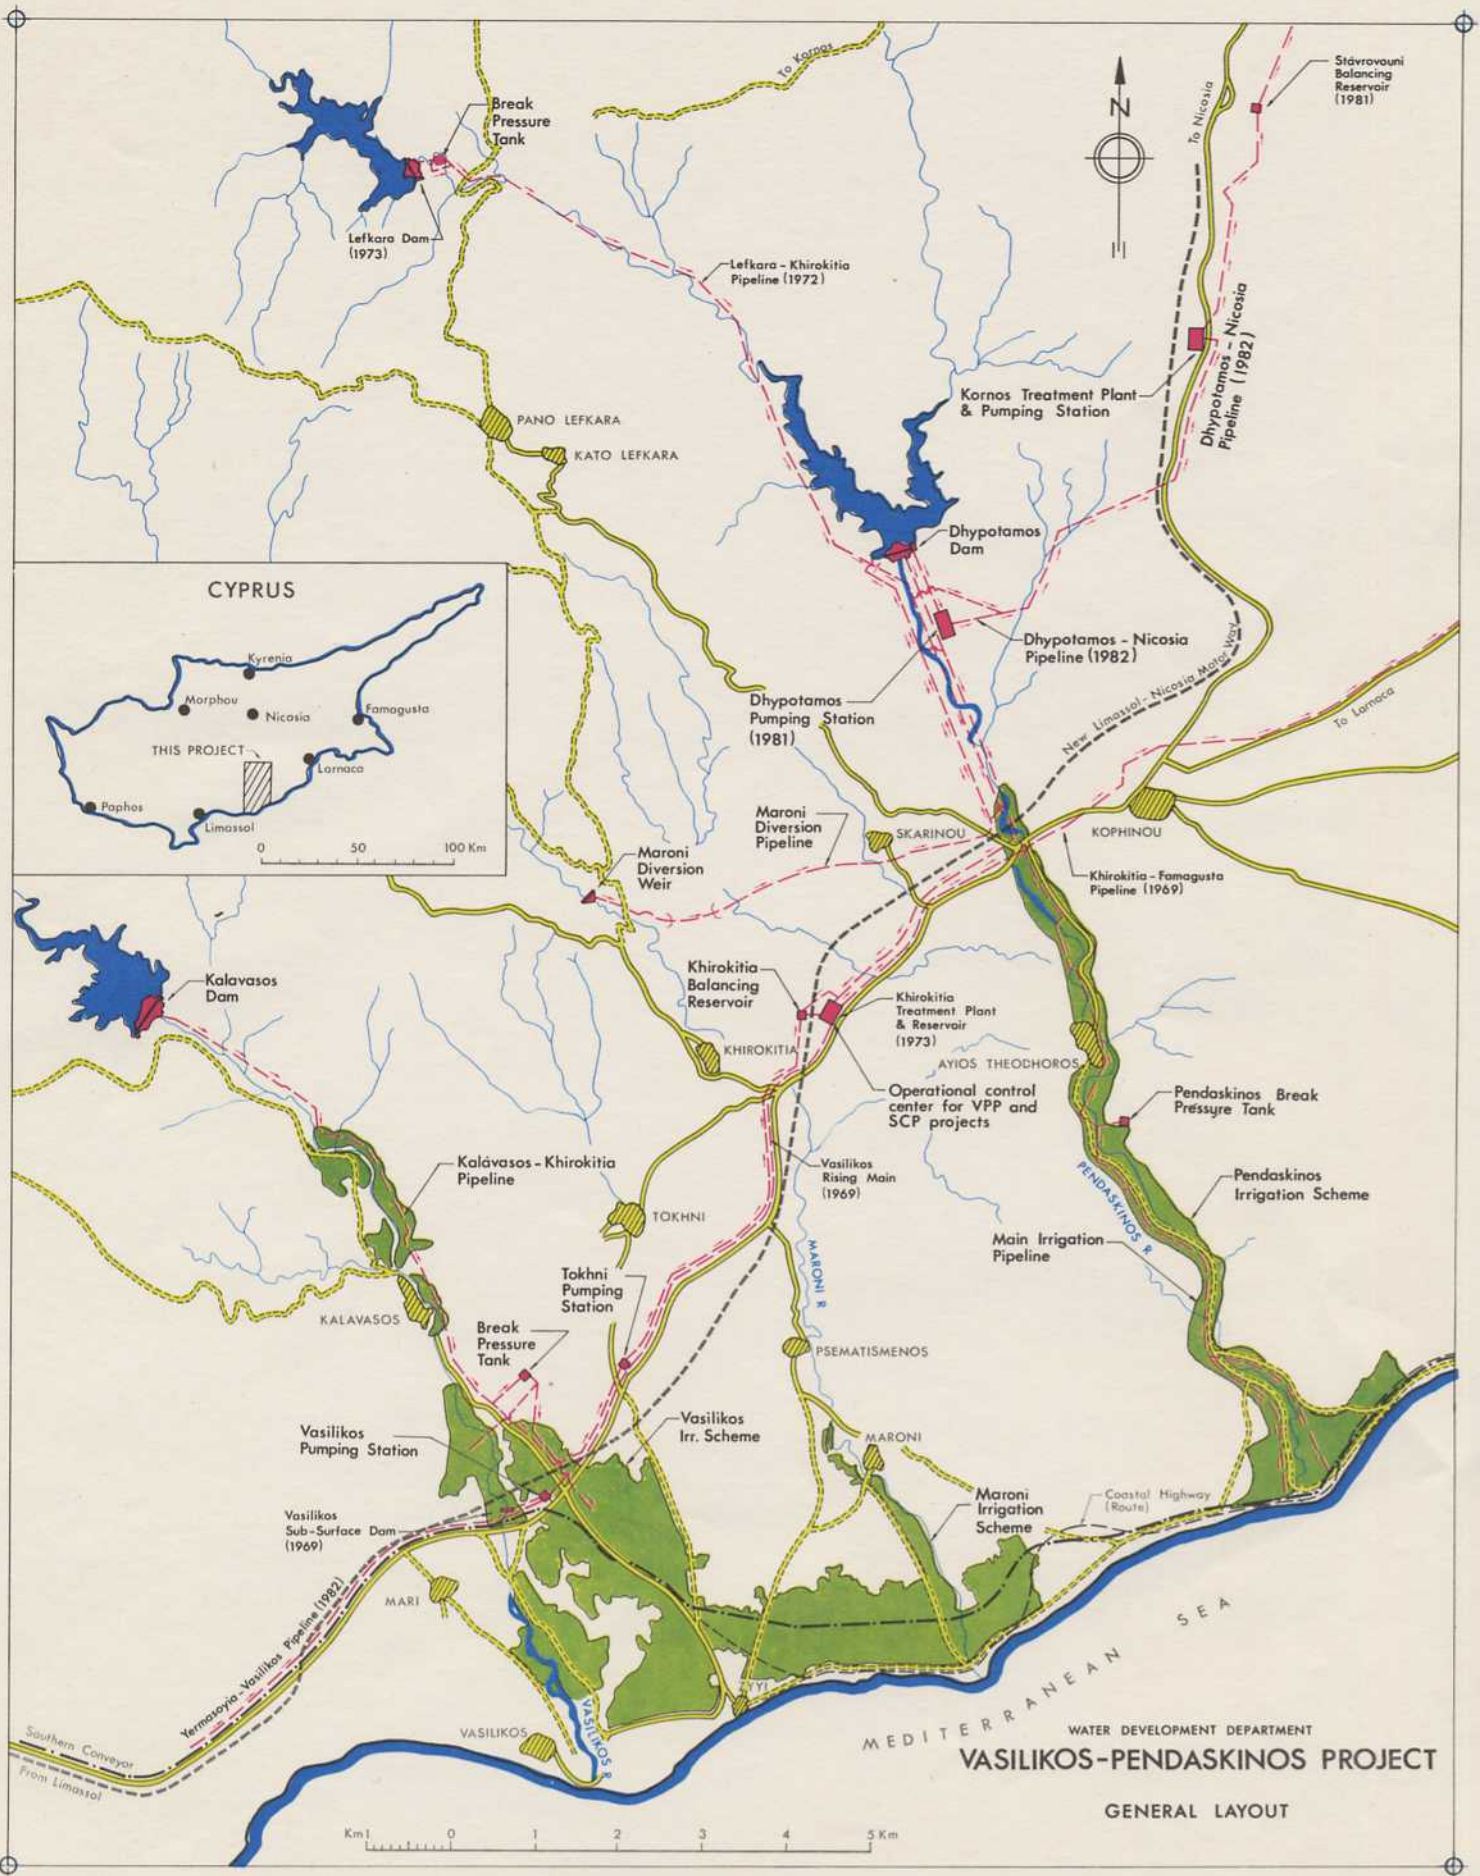 To Kornos
Stávrovouni
Balancing
Reservoir
(1981)
To Nicosia
N
Break
Pressure
Tank
Lefkara Dam
(1973)
Lefkara - Khirokitia
Pipeline (1972)
Kornos Treatment Plant
& Pumping Station
Dhypotamos - Nicosia
Pipeline (1982)
PANO LEFKARA
KATO LEFKARA
Dhypotamos
Dam
CYPRUS
Kyrenia
Morphou
Nicosia
Famagusta
THIS PROJECT
Larnaca
Paphos
Limassol
0 50 100 Km
Dhypotamos - Nicosia
Pipeline (1982)
New Limassol - Nicosia Motor Way
To Larnaca
Dhypotamos
Pumping Station
(1981)
Maroni
Diversion
Pipeline
SKARINOU
KOPHINOU
Maroni
Diversion
Weir
Khirokitia - Famagusta
Pipeline (1969)
Kalavasos
Dam
Khirokitia
Balancing
Reservoir
Khirokitia
Treatment Plant
& Reservoir
(1973)
KHIROKITIA
AYIOS THEODHOROS
Operational control
center for VPP and
SCP projects
Pendaskinos Break
Pressyre Tank
Kalávasos - Khirokitia
Pipeline
Vasilikos
Rising Main
(1969)
PENDASKINOS R
Pendaskinos
Irrigation Scheme
TOKHNI
Main Irrigation
Pipeline
MARONI R
Tokhni
Pumping
Station
KALAVASOS
Break
Pressure
Tank
PSEMATISMENOS
Vasilikos
Pumping Station
Vasilikos
Irr. Scheme
MARONI
Maroni
Irrigation
Scheme
Coastal Highway
(Route)
Vasilikos
Sub-Surface Dam
(1969)
MARI
Yermasoyia - Vasilikos Pipeline (1982)
ZYYI
VASILIKOS
VASILIKOS R
Southern Conveyor
From Limassol
MEDITERRANEAN SEA
WATER DEVELOPMENT DEPARTMENT
VASILIKOS-PENDASKINOS PROJECT
GENERAL LAYOUT
Km 1 0 1 2 3 4 5 Km